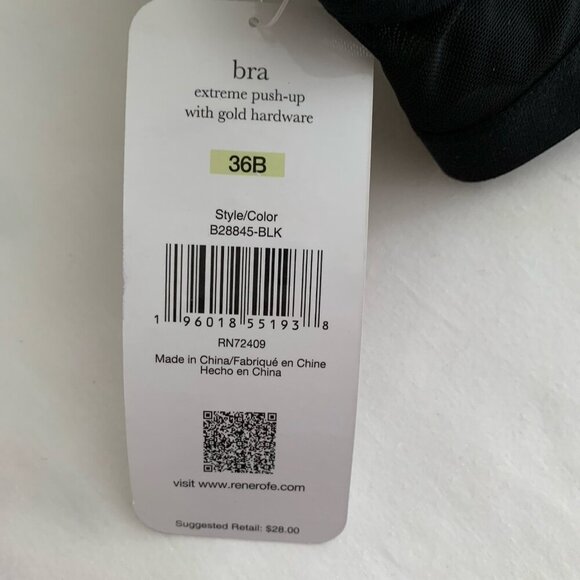 bra
extreme push-up
with gold hardware
36B
Style/Color
B28845-BLK
1 96018 55193 8
RN72409
Made in China/Fabriqué en Chine
Hecho en China
visit www.renerofe.com
Suggested Retail: $28.00